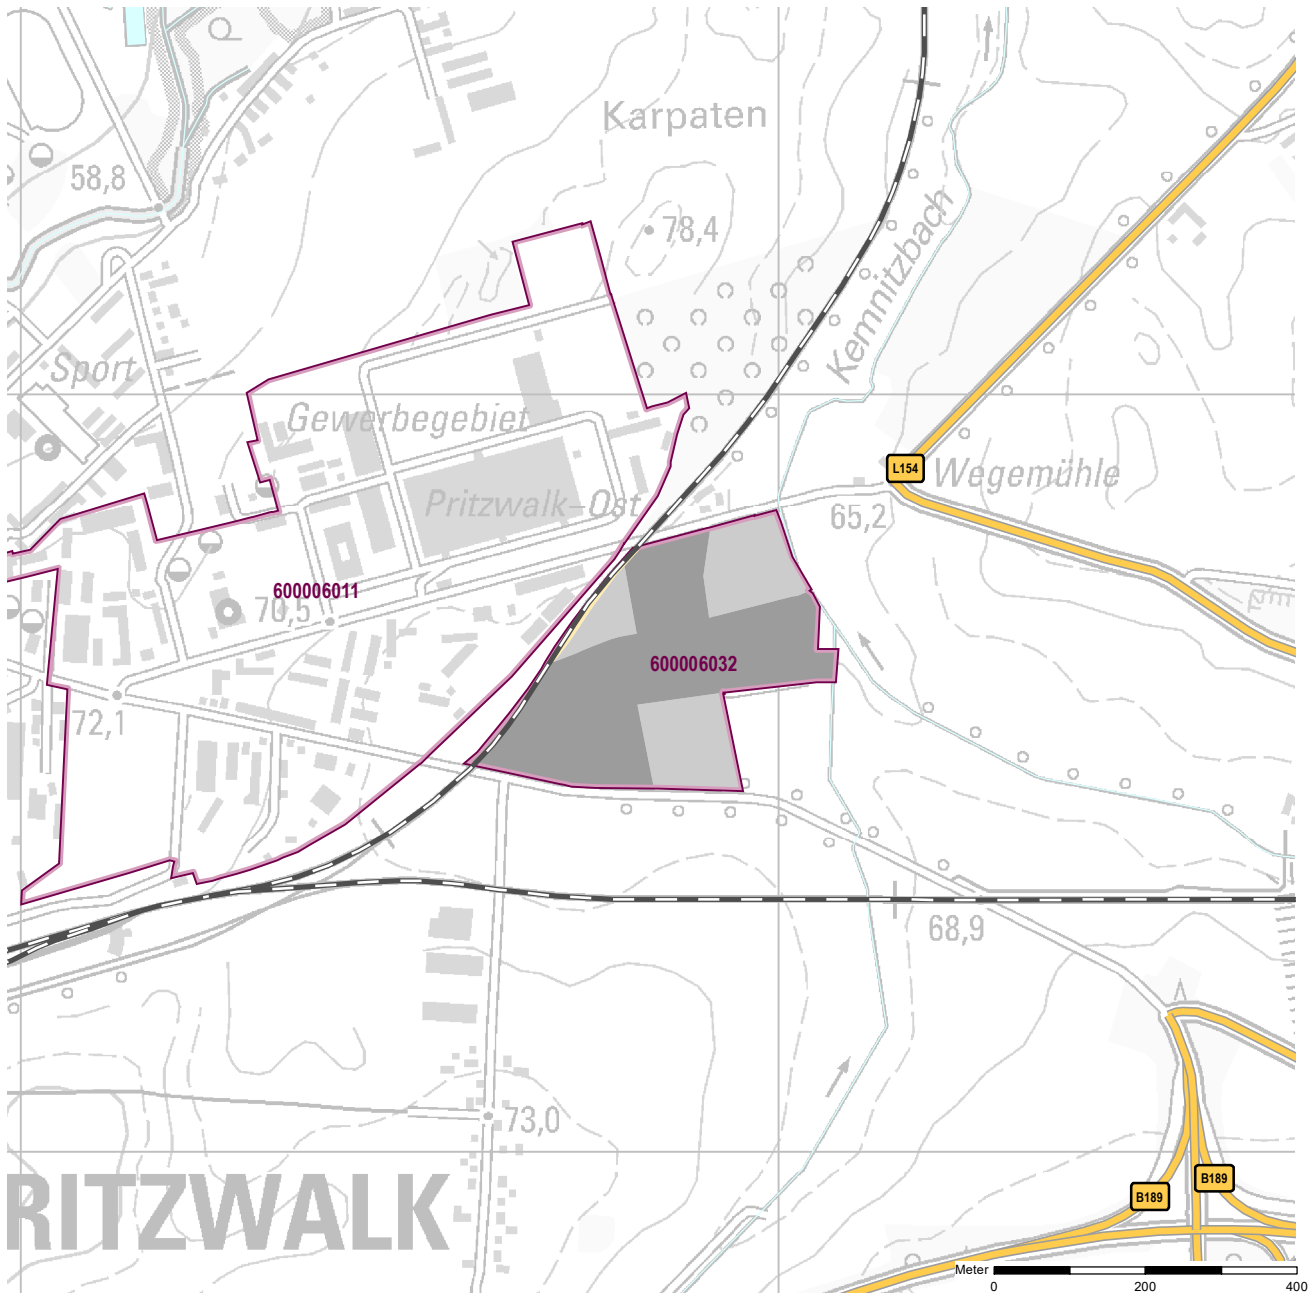 Karpaten
58,8
78,4
Kemnitzbach
Sport
Gewerbegebiet
L154
Wegemühle
Pritzwalk-Ost
65,2
600006011
70,5
600006032
72,1
68,9
73,0
RITZWALK
B189
B189
Meter
0
200
400